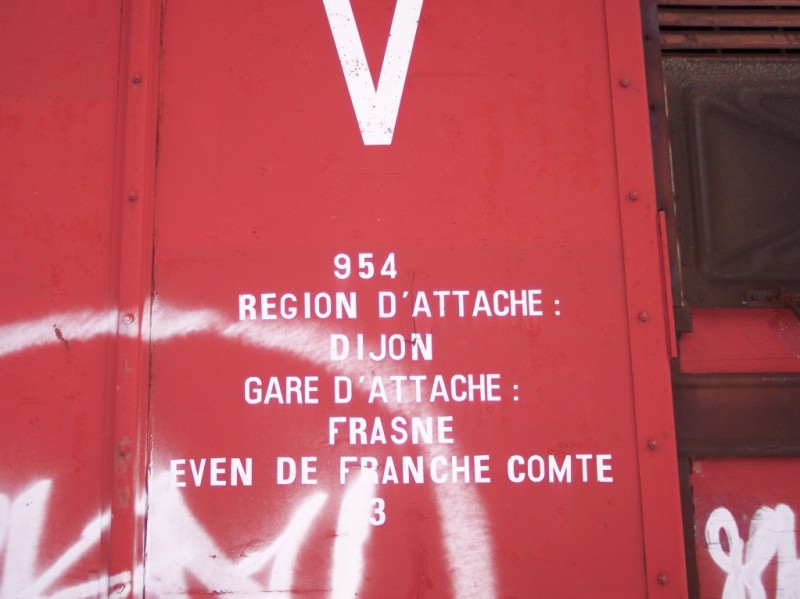 V
954
REGION D'ATTACHE :
DIJON
GARE D'ATTACHE :
FRASNE
EVEN DE FRANCHE COMTE
3